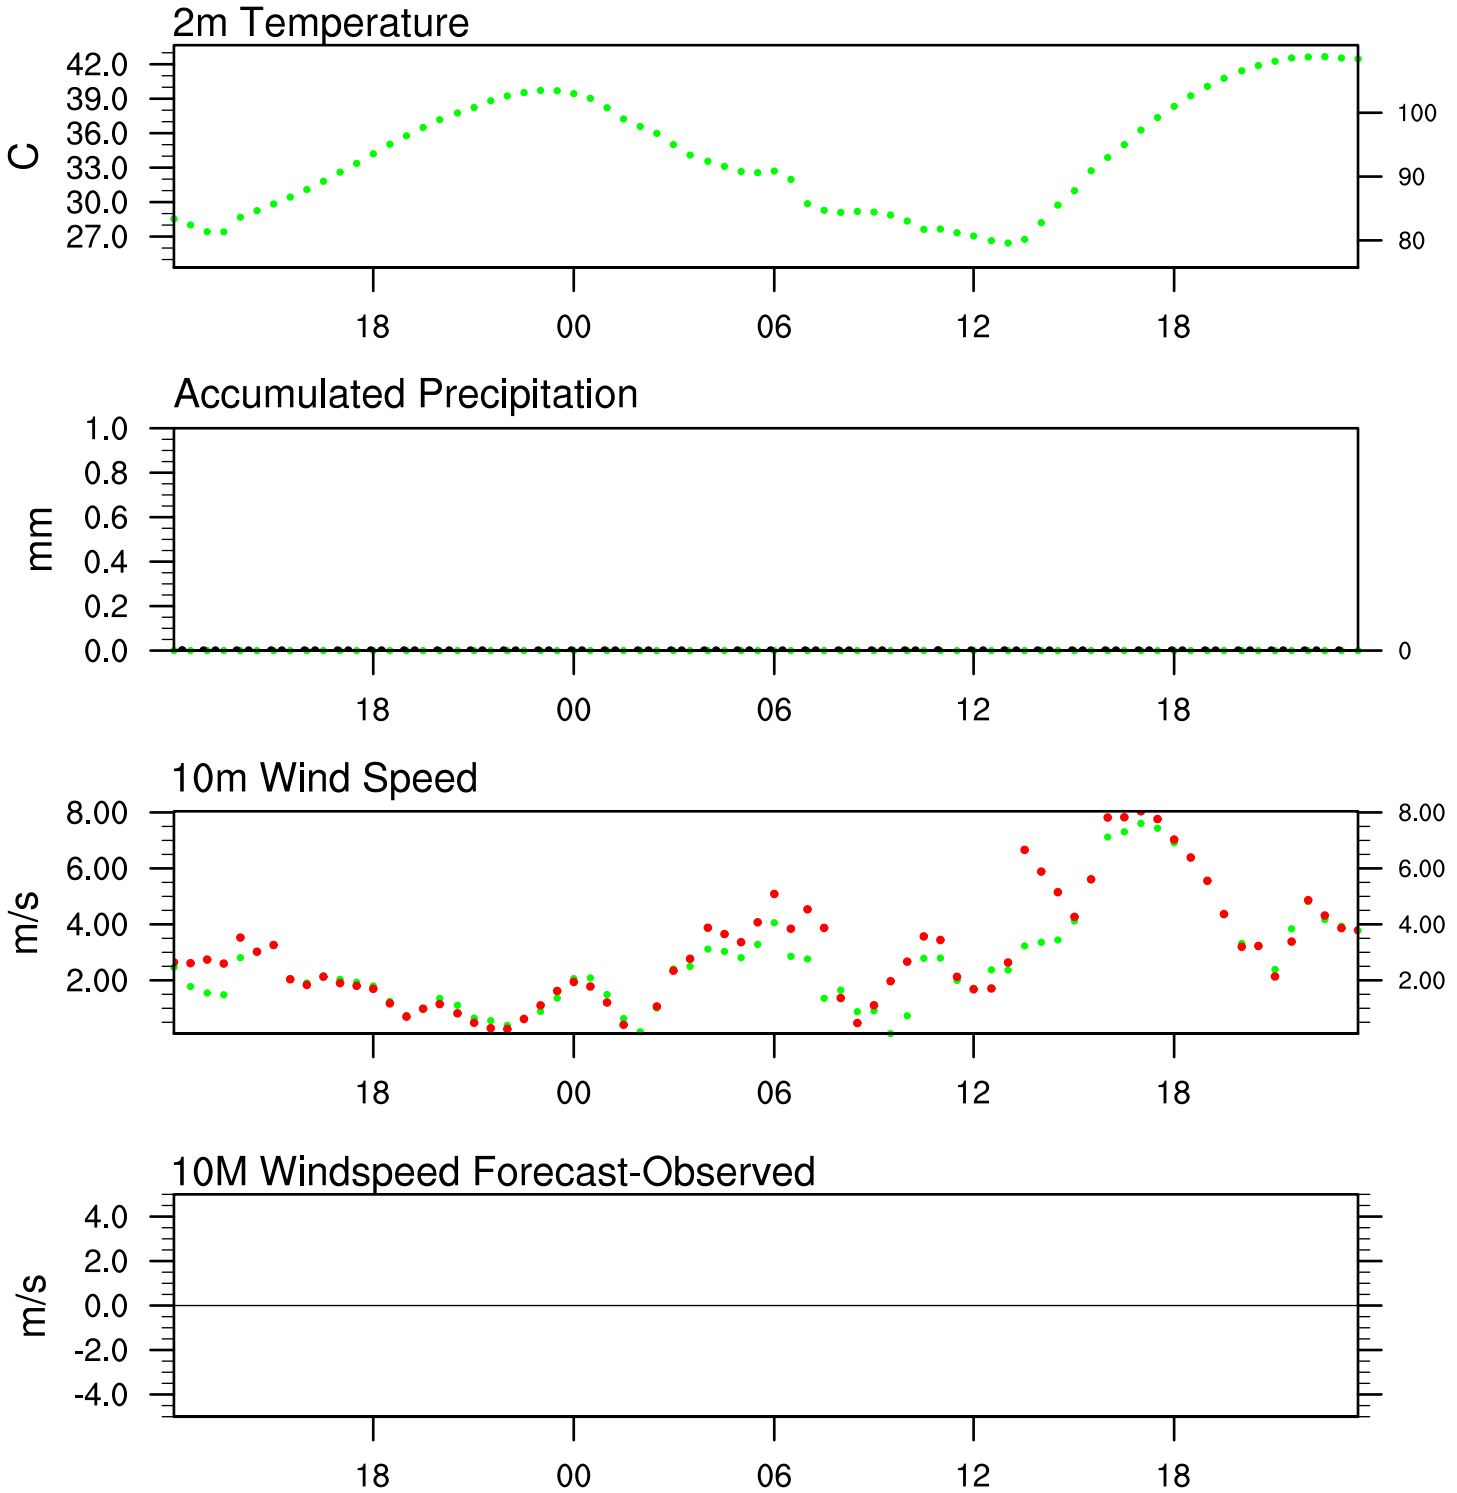 2m Temperature
42.0
39.0
36.0
33.0
30.0
27.0
C
100
90
80
18 00 06 12 18
Accumulated Precipitation
1.0
0.8
0.6
0.4
0.2
0.0
mm
0
18 00 06 12 18
10m Wind Speed
8.00
6.00
4.00
2.00
m/s
8.00
6.00
4.00
2.00
18 00 06 12 18
10M Windspeed Forecast-Observed
4.0
2.0
0.0
-2.0
-4.0
m/s
18 00 06 12 18